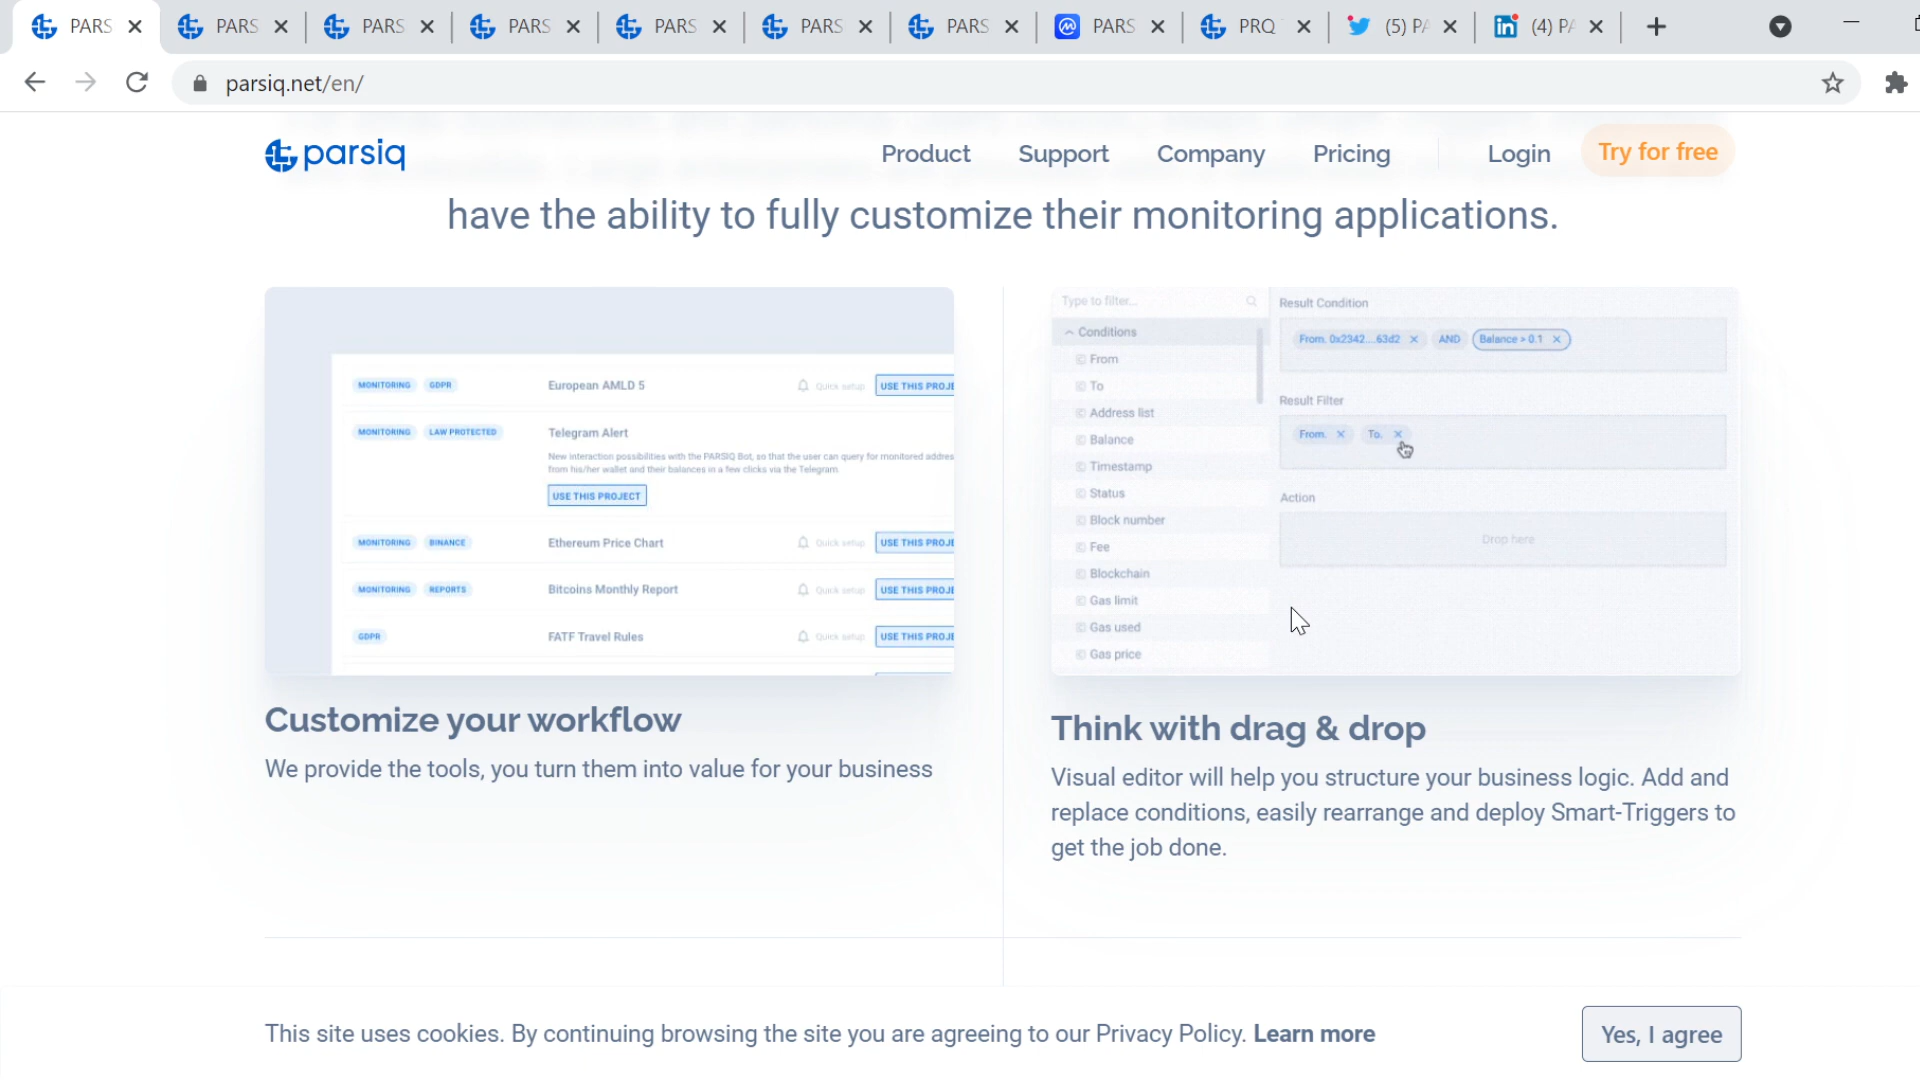 PARS
PARS
PARS
PARS
PARS
PARS
PARS
PARS
PRQ
(5) PA
(4) PA
parsiq.net/en/
parsiq
Product
Support
Company
Pricing
Login
Try for free
have the ability to fully customize their monitoring applications.
MONITORING GDPR European AMLD 5 Quick setup USE THIS PROJE
MONITORING LAW PROTECTED Telegram Alert
New interaction possibilities with the PARSIQ Bot, so that the user can query for monitored addres
from his/her wallet and their balances in a few clicks via the Telegram
USE THIS PROJECT
MONITORING BINANCE Ethereum Price Chart Quick setup USE THIS PROJE
MONITORING REPORTS Bitcoins Monthly Report Quick setup USE THIS PROJE
GDPR FATF Travel Rules Quick setup USE THIS PROJE
Customize your workflow
We provide the tools, you turn them into value for your business
Type to filter...
Conditions
From
To
Address list
Balance
Timestamp
Status
Block number
Fee
Blockchain
Gas limit
Gas used
Gas price
Result Condition
From. 0x2342....63d2 AND Balance > 0.1
Result Filter
From. To.
Action
Drop here
Think with drag & drop
Visual editor will help you structure your business logic. Add and
replace conditions, easily rearrange and deploy Smart-Triggers to
get the job done.
This site uses cookies. By continuing browsing the site you are agreeing to our Privacy Policy. Learn more
Yes, I agree